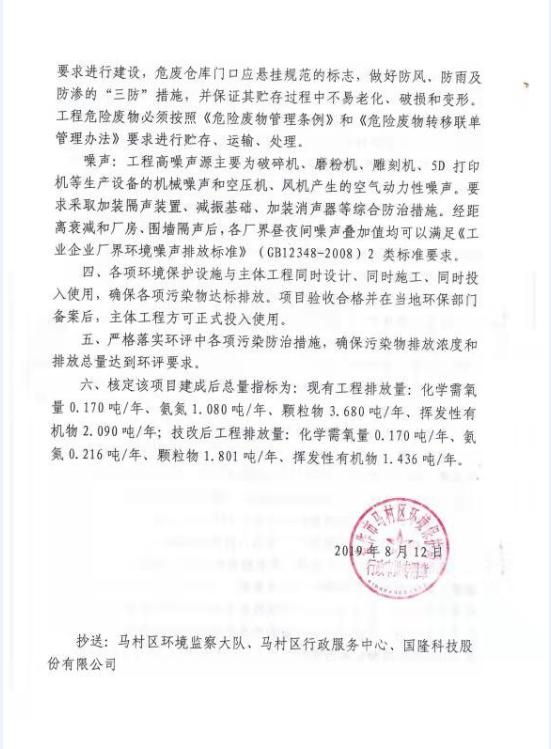 要求进行建设，危废仓库门口应悬挂规范的标志，做好防风、防雨及
防渗的“三防”措施，并保证其贮存过程中不易老化、破损和变形。
工程危险废物必须按照《危险废物管理条例》和《危险废物转移联单
管理办法》要求进行贮存、运输、处理。
噪声：工程高噪声源主要为破碎机、磨粉机、雕刻机、5D 打印
机等生产设备的机械噪声和空压机、风机产生的空气动力性噪声。要
求采取加装隔声装置、减振基础、加装消声器等综合防治措施。经距
离衰减和厂房、围墙隔声后，各厂界昼夜间噪声叠加值均可以满足《工
业企业厂界环境噪声排放标准》（GB12348-2008）2 类标准要求。
四、各项环境保护设施与主体工程同时设计、同时施工、同时投
入使用，确保各项污染物达标排放。项目验收合格并在当地环保部门
备案后，主体工程方可正式投入使用。
五、严格落实环评中各项污染防治措施，确保污染物排放浓度和
排放总量达到环评要求。
六、核定该项目建成后总量指标为：现有工程排放量：化学需氧
量 0.170 吨/年、氨氮 1.080 吨/年、颗粒物 3.680 吨/年、挥发性有
机物 2.090 吨/年；技改后工程排放量：化学需氧量 0.170 吨/年、氨
氮 0.216 吨/年、颗粒物 1.801 吨/年、挥发性有机物 1.436 吨/年。
市马村区环境保护
2019 年 8 月 12 日
行政 专用章
抄送：马村区环境监察大队、马村区行政服务中心、国隆科技股
份有限公司